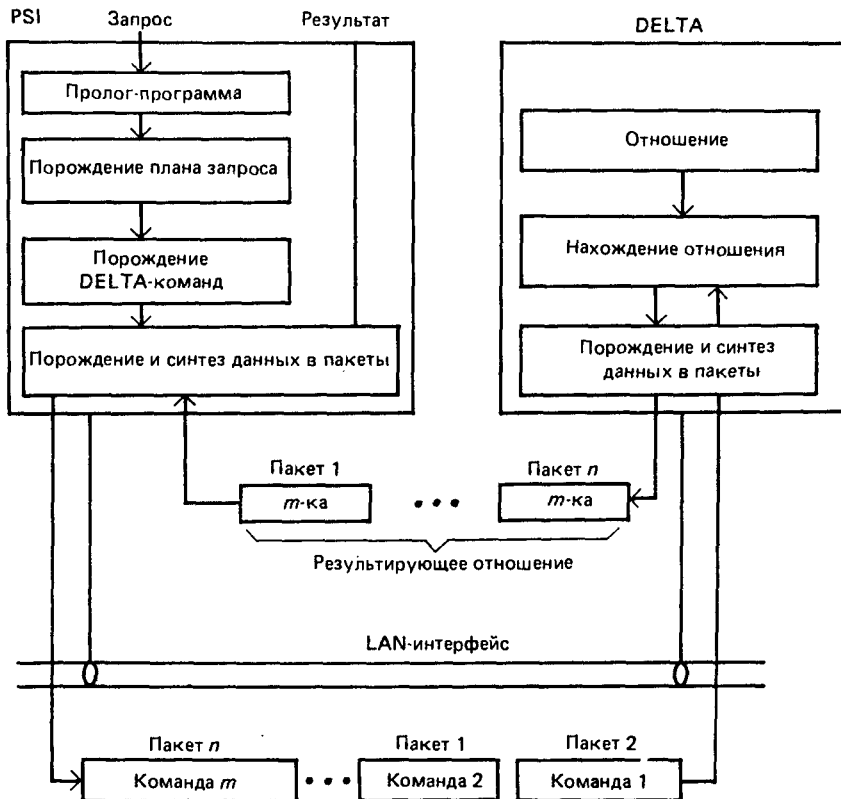 PSI
Запрос
Результат
DELTA
Пролог-программа
Порождение плана запроса
Порождение
DELTA-команд
Порождение и синтез данных в пакеты
Отношение
Нахождение отношения
Порождение и синтез
данных в пакеты
Пакет 1
Пакет n
m-ка
• • •
m-ка
Результирующее отношение
LAN-интерфейс
Пакет n
Пакет 1
Пакет 2
Команда m
• • •
Команда 2
Команда 1